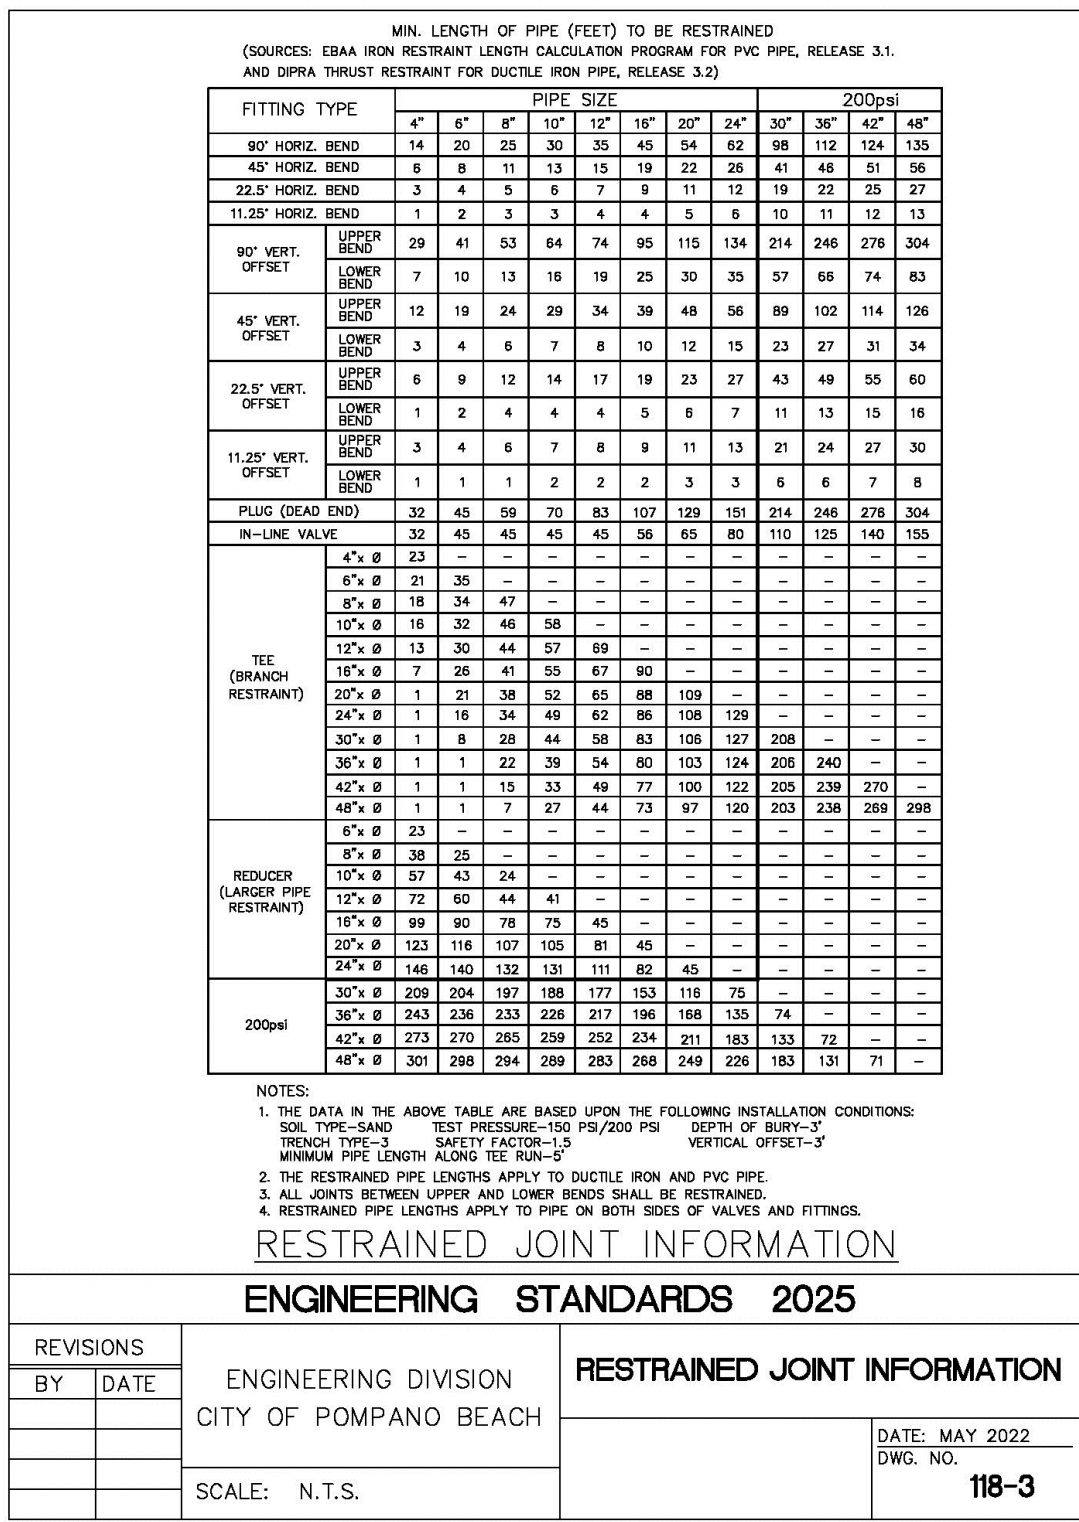 MIN. LENGTH OF PIPE (FEET) TO BE RESTRAINED
(SOURCES: EBAA IRON RESTRAINT LENGTH CALCULATION PROGRAM FOR PVC PIPE, RELEASE 3.1.
AND DIPRA THRUST RESTRAINT FOR DUCTILE IRON PIPE, RELEASE 3.2)
FITTING TYPE PIPE SIZE 200psi
4" 6" 8" 10" 12" 16" 20" 24" 30" 36" 42" 48"
90° HORIZ. BEND 14 20 25 30 35 45 54 62 98 112 124 135
45° HORIZ. BEND 6 8 11 13 15 19 22 26 41 46 51 56
22.5° HORIZ. BEND 3 4 5 6 7 9 11 12 19 22 25 27
11.25° HORIZ. BEND 1 2 3 3 4 4 5 6 10 11 12 13
90° VERT. OFFSET UPPER BEND 29 41 53 64 74 95 115 134 214 246 276 304
LOWER BEND 7 10 13 16 19 25 30 35 57 66 74 83
45° VERT. OFFSET UPPER BEND 12 19 24 29 34 39 48 56 89 102 114 126
LOWER BEND 3 4 6 7 8 10 12 15 23 27 31 34
22.5° VERT. OFFSET UPPER BEND 6 9 12 14 17 19 23 27 43 49 55 60
LOWER BEND 1 2 4 4 4 5 6 7 11 13 15 16
11.25° VERT. OFFSET UPPER BEND 3 4 6 7 8 9 11 13 21 24 27 30
LOWER BEND 1 1 1 2 2 2 3 3 6 6 7 8
PLUG (DEAD END) 32 45 59 70 83 107 129 151 214 246 276 304
IN-LINE VALVE 32 45 45 45 45 56 65 80 110 125 140 155
TEE (BRANCH RESTRAINT)
4"x Ø 23 – – – – – – – – – – –
6"x Ø 21 35 – – – – – – – – – –
8"x Ø 18 34 47 – – – – – – – – –
10"x Ø 16 32 46 58 – – – – – – – –
12"x Ø 13 30 44 57 69 – – – – – – –
16"x Ø 7 26 41 55 67 90 – – – – – –
20"x Ø 1 21 38 52 65 88 109 – – – – –
24"x Ø 1 16 34 49 62 86 108 129 – – – –
30"x Ø 1 8 28 44 58 83 106 127 208 – – –
36"x Ø 1 1 22 39 54 80 103 124 206 240 – –
42"x Ø 1 1 15 33 49 77 100 122 205 239 270 –
48"x Ø 1 1 7 27 44 73 97 120 203 238 269 298
REDUCER (LARGER PIPE RESTRAINT)
6"x Ø 23 – – – – – – – – – – –
8"x Ø 38 25 – – – – – – – – – –
10"x Ø 57 43 24 – – – – – – – – –
12"x Ø 72 60 44 41 – – – – – – – –
16"x Ø 99 90 78 75 45 – – – – – – –
20"x Ø 123 116 107 105 81 45 – – – – – –
24"x Ø 146 140 132 131 111 82 45 – – – – –
200psi
30"x Ø 209 204 197 188 177 153 116 75 – – – –
36"x Ø 243 236 233 226 217 196 168 135 74 – – –
42"x Ø 273 270 265 259 252 234 211 183 133 72 – –
48"x Ø 301 298 294 289 283 268 249 226 183 131 71 –
NOTES:
1. THE DATA IN THE ABOVE TABLE ARE BASED UPON THE FOLLOWING INSTALLATION CONDITIONS:
SOIL TYPE–SAND TEST PRESSURE–150 PSI/200 PSI DEPTH OF BURY–3'
TRENCH TYPE–3 SAFETY FACTOR–1.5 VERTICAL OFFSET–3'
MINIMUM PIPE LENGTH ALONG TEE RUN–5'
2. THE RESTRAINED PIPE LENGTHS APPLY TO DUCTILE IRON AND PVC PIPE.
3. ALL JOINTS BETWEEN UPPER AND LOWER BENDS SHALL BE RESTRAINED.
4. RESTRAINED PIPE LENGTHS APPLY TO PIPE ON BOTH SIDES OF VALVES AND FITTINGS.
RESTRAINED JOINT INFORMATION
ENGINEERING STANDARDS 2025
REVISIONS
BY DATE
ENGINEERING DIVISION
CITY OF POMPANO BEACH
SCALE: N.T.S.
RESTRAINED JOINT INFORMATION
DATE: MAY 2022
DWG. NO.
118-3